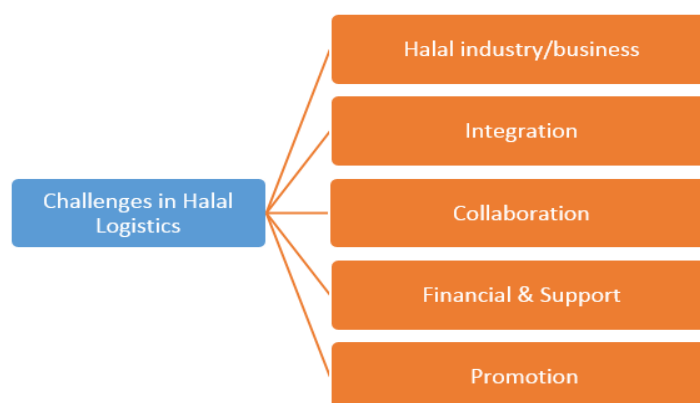 Halal industry/business
Integration
Challenges in Halal
Logistics
Collaboration
Financial & Support
Promotion